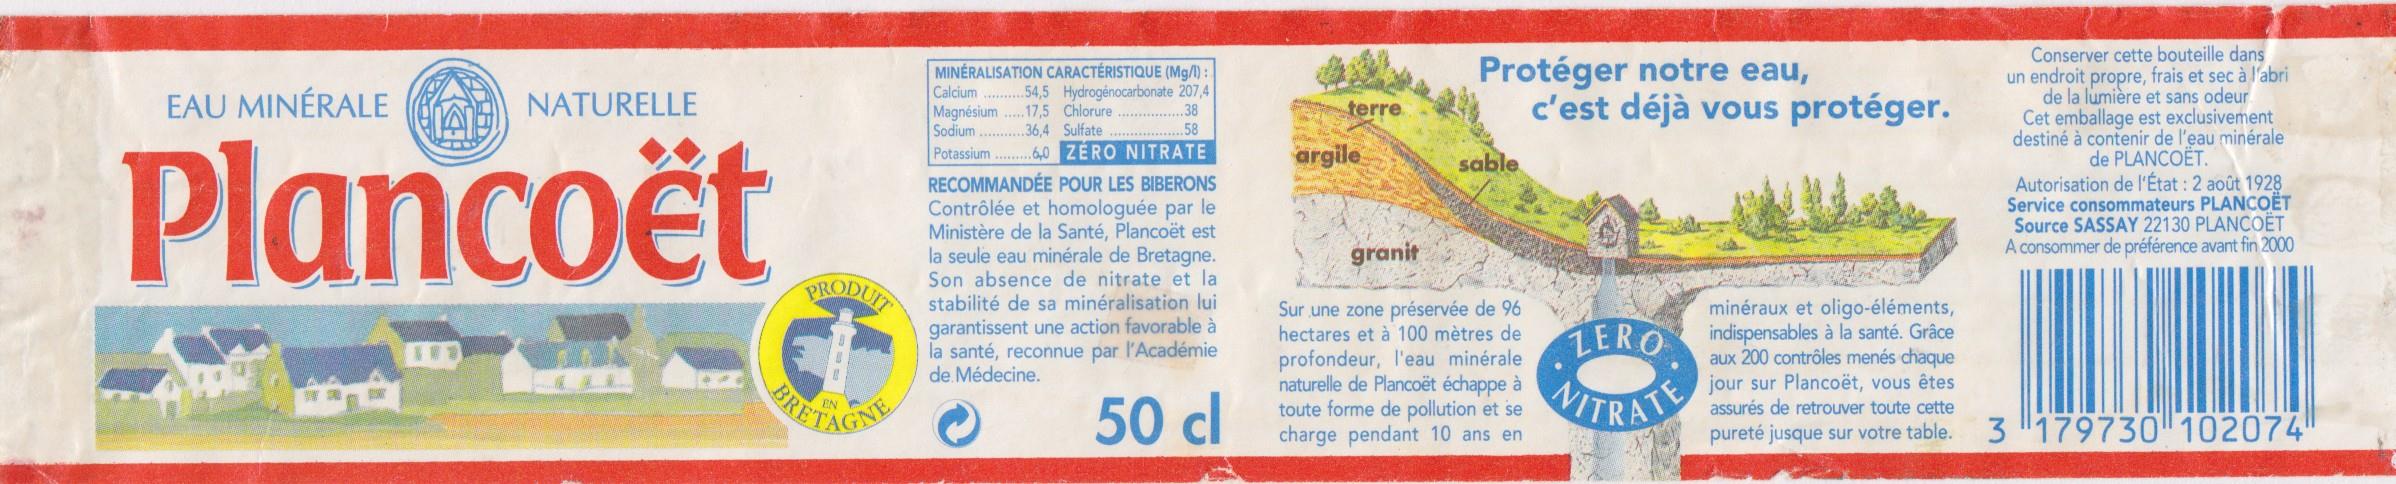 EAU MINÉRALE NATURELLE
Plancoët
PRODUIT
EN
BRETAGNE
MINÉRALISATION CARACTÉRISTIQUE (Mg/l) :
Calcium ..........54,5 Hydrogénocarbonate 207,4
Magnésium .....17,5 Chlorure .................38
Sodium ...........36,4 Sulfate ..................58
Potassium .........6,0 ZÉRO NITRATE
RECOMMANDÉE POUR LES BIBERONS
Contrôlée et homologuée par le
Ministère de la Santé, Plancoët est
la seule eau minérale de Bretagne.
Son absence de nitrate et la
stabilité de sa minéralisation lui
garantissent une action favorable à
la santé, reconnue par l'Académie
de Médecine.
50 cl
Protéger notre eau,
c'est déjà vous protéger.
terre
argile
sable
granit
Sur une zone préservée de 96
hectares et à 100 mètres de
profondeur, l'eau minérale
naturelle de Plancoët échappe à
toute forme de pollution et se
charge pendant 10 ans en
ZERO
NITRATE
minéraux et oligo-éléments,
indispensables à la santé. Grâce
aux 200 contrôles menés chaque
jour sur Plancoët, vous êtes
assurés de retrouver toute cette
pureté jusque sur votre table.
Conserver cette bouteille dans
un endroit propre, frais et sec à l'abri
de la lumière et sans odeur
Cet emballage est exclusivement
destiné à contenir de l'eau minérale
de PLANCOËT.
Autorisation de l'État : 2 août 1928
Service consommateurs PLANCOËT
Source SASSAY 22130 PLANCOËT
A consommer de préférence avant fin 2000
3 179730 102074